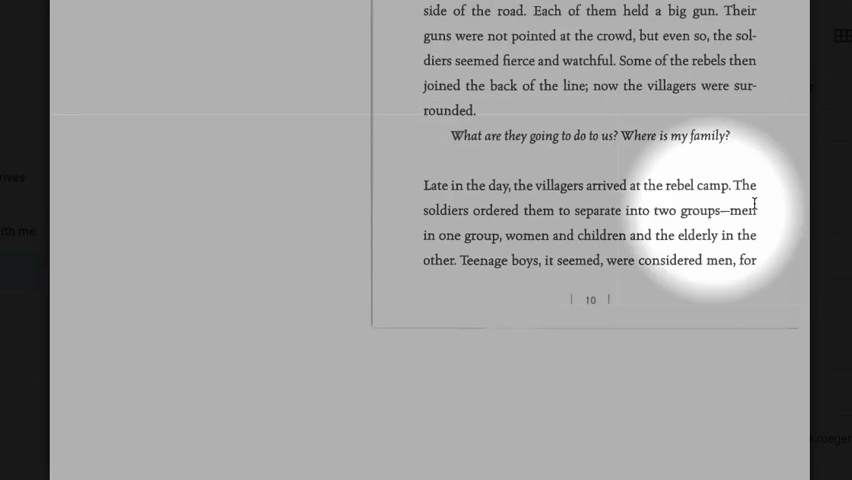 side of the road. Each of them held a big gun. Their
guns were not pointed at the crowd, but even so, the sol-
diers seemed fierce and watchful. Some of the rebels then
joined the back of the line; now the villagers were sur-
rounded.
What are they going to do to us? Where is my family?
Late in the day, the villagers arrived at the rebel camp. The
soldiers ordered them to separate into two groups—men
in one group, women and children and the elderly in the
other. Teenage boys, it seemed, were considered men, for
| 10 |
rives
ith me
Krueger